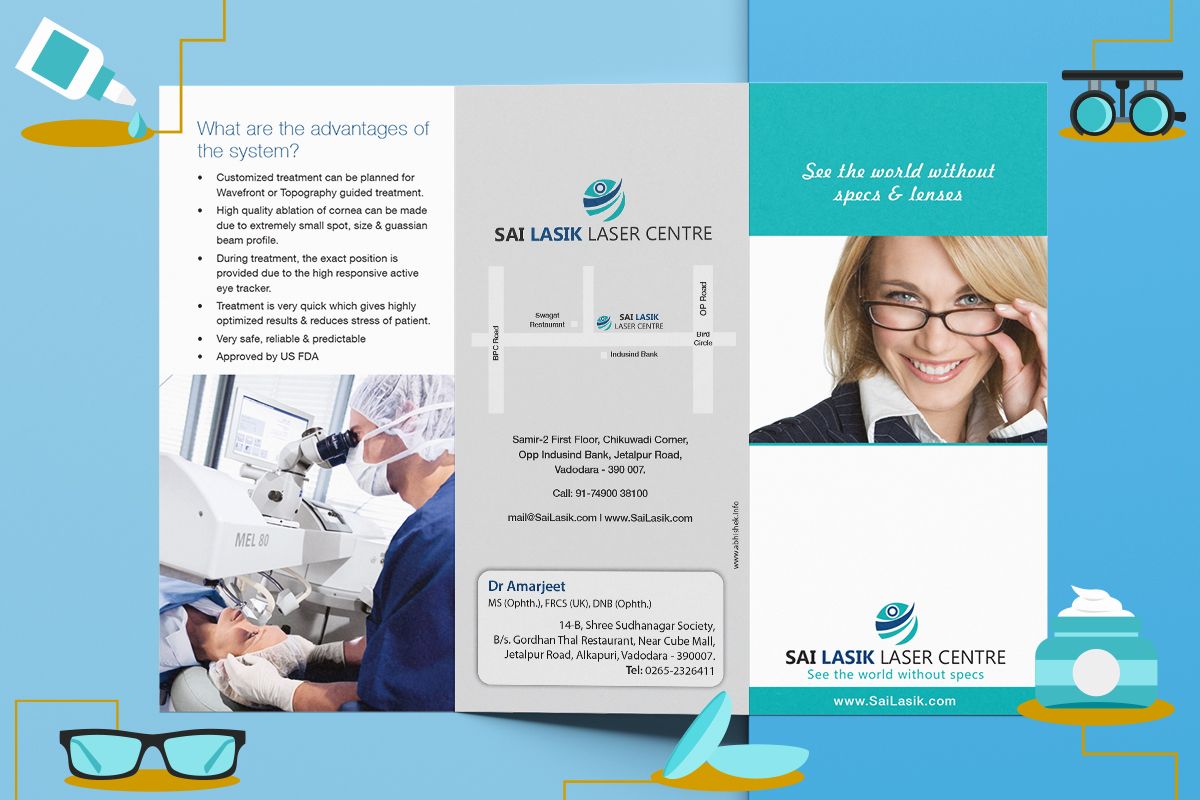 What are the advantages of
the system?
• Customized treatment can be planned for
Wavefront or Topography guided treatment.
• High quality ablation of cornea can be made
due to extremely small spot, size & guassian
beam profile.
• During treatment, the exact position is
provided due to the high responsive active
eye tracker.
• Treatment is very quick which gives highly
optimized results & reduces stress of patient.
• Very safe, reliable & predictable
• Approved by US FDA
MEL 80
SAI LASIK LASER CENTRE
BPC Road
Swagat
Restaurant
SAI LASIK
LASER CENTRE
Indusind Bank
OP Road
Bird
Circle
Samir-2 First Floor, Chikuwadi Corner,
Opp Indusind Bank, Jetalpur Road,
Vadodara - 390 007.
Call: 91-74900 38100
mail@SaiLasik.com | www.SaiLasik.com
www.abhishek.info
Dr Amarjeet
MS (Ophth.), FRCS (UK), DNB (Ophth.)
14-B, Shree Sudhanagar Society,
B/s. Gordhan Thal Restaurant, Near Cube Mall,
Jetalpur Road, Alkapuri, Vadodara - 390007.
Tel: 0265-2326411
See the world without
specs & lenses
SAI LASIK LASER CENTRE
See the world without specs
www.SaiLasik.com